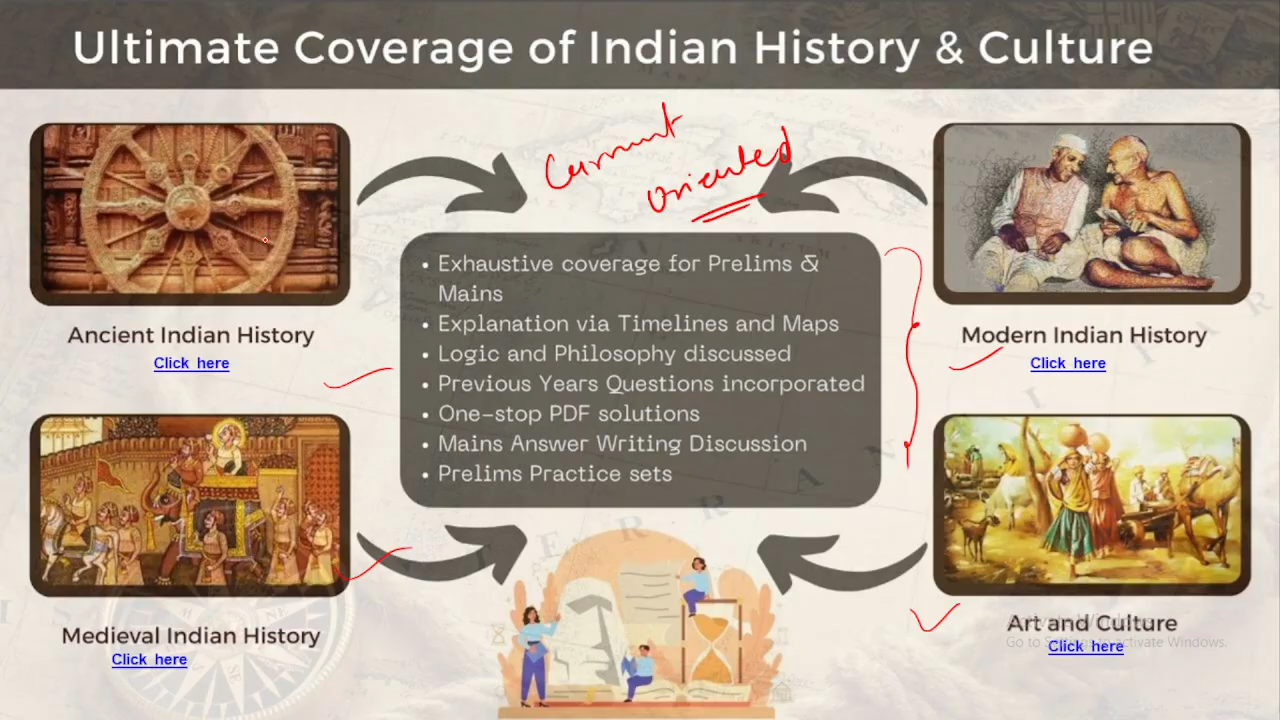 Ultimate Coverage of Indian History & Culture
Current
oriented
Ancient Indian History
Click here
• Exhaustive coverage for Prelims &
Mains
• Explanation via Timelines and Maps
• Logic and Philosophy discussed
• Previous Years Questions incorporated
• One-stop PDF solutions
• Mains Answer Writing Discussion
• Prelims Practice sets
Modern Indian History
Click here
Medieval Indian History
Click here
Art and Culture
Click here
Activate Windows
Go to Settings to activate Windows.